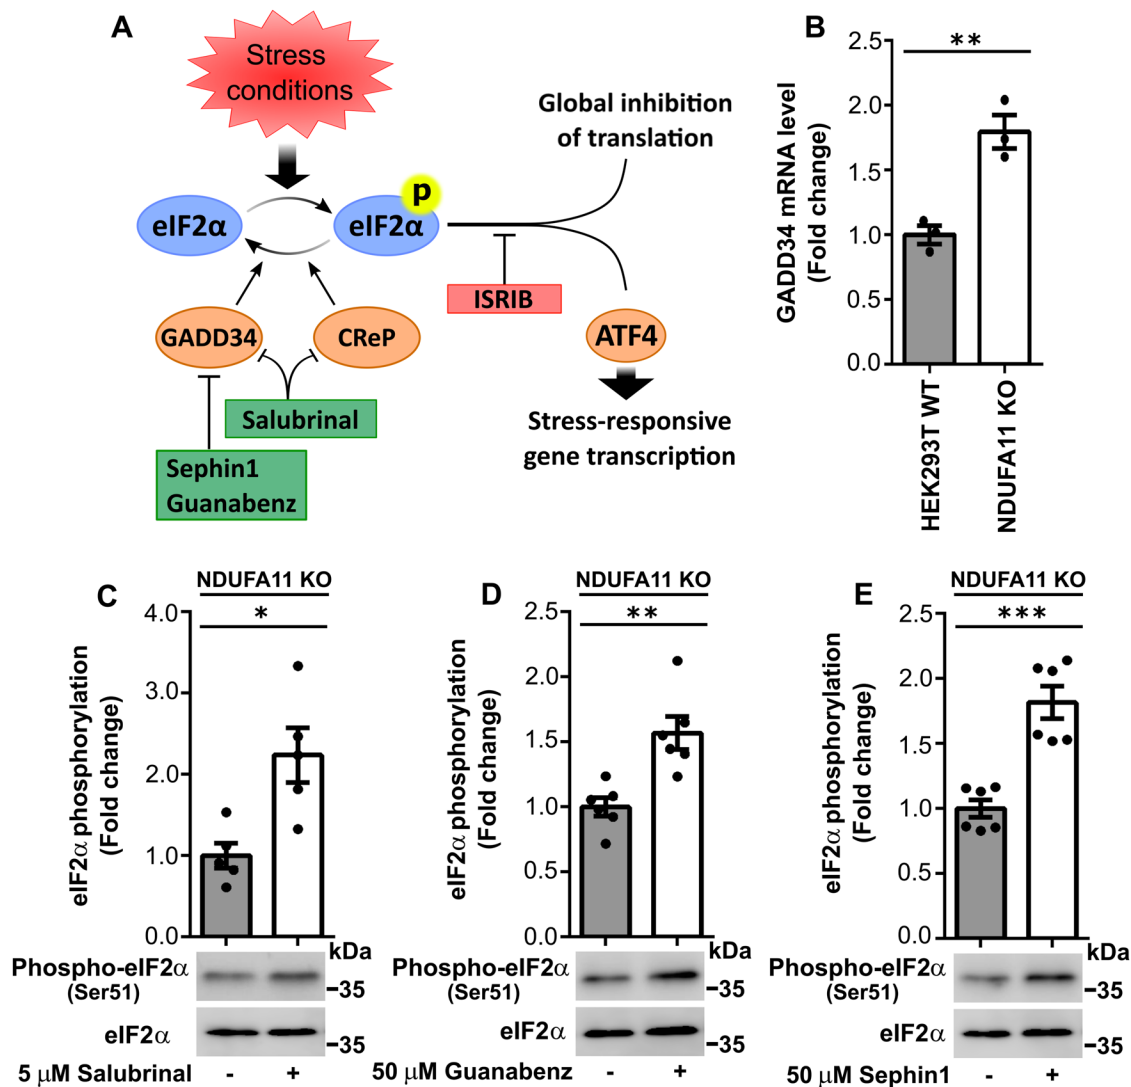 A
Stress
conditions
Global inhibition
of translation
eIF2α
eIF2α
p
ISRIB
GADD34
CReP
ATF4
Salubrinal
Sephin1
Guanabenz
Stress-responsive
gene transcription
B
GADD34 mRNA level
(Fold change)
2.5
2.0
1.5
1.0
0.5
0.0
**
HEK293T WT
NDUFA11 KO
C
NDUFA11 KO
*
eIF2α phosphorylation
(Fold change)
4.0
3.0
2.0
1.0
0.0
kDa
Phospho-eIF2α
(Ser51)
–35
eIF2α
–35
5 μM Salubrinal - +
D
NDUFA11 KO
**
eIF2α phosphorylation
(Fold change)
2.5
2.0
1.5
1.0
0.5
0.0
kDa
Phospho-eIF2α
(Ser51)
–35
eIF2α
–35
50 μM Guanabenz - +
E
NDUFA11 KO
***
eIF2α phosphorylation
(Fold change)
2.5
2.0
1.5
1.0
0.5
0.0
kDa
Phospho-eIF2α
(Ser51)
–35
eIF2α
–35
50 μM Sephin1 - +